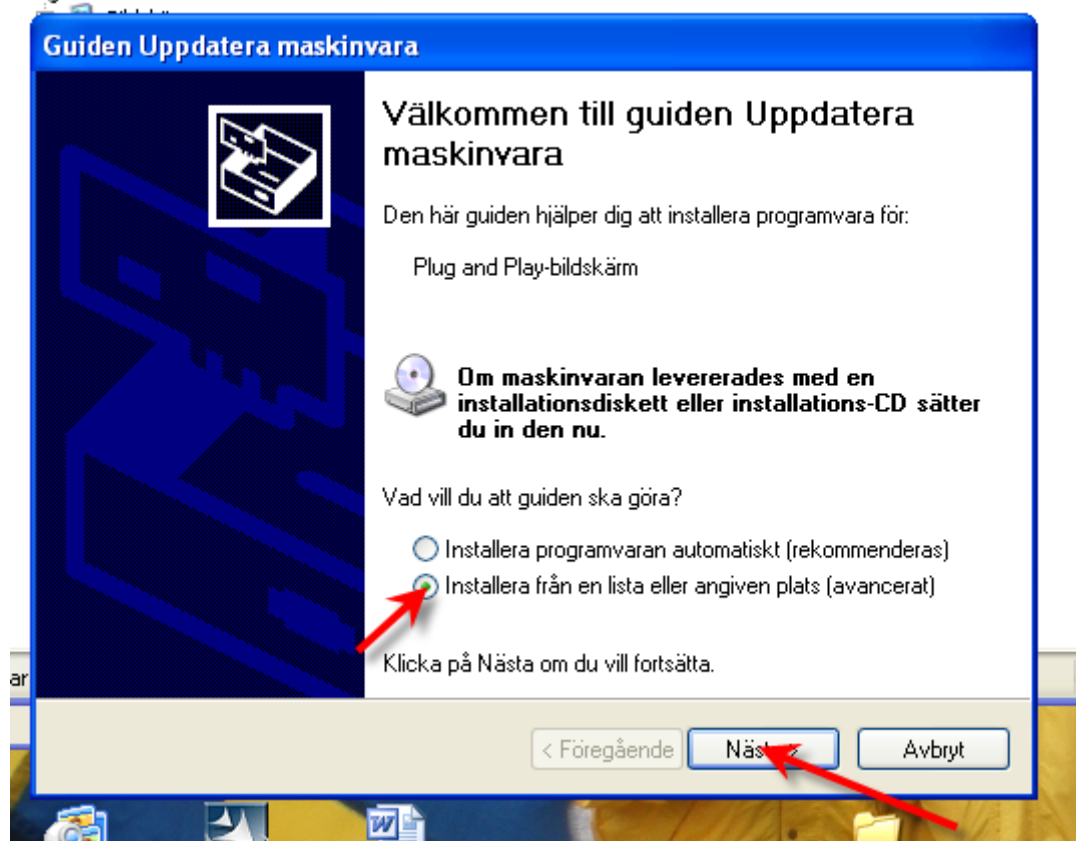 Guiden Uppdatera maskinvara
Välkommen till guiden Uppdatera
maskinvara
Den här guiden hjälper dig att installera programvara för:
Plug and Play-bildskärm
Om maskinvaran levererades med en
installationsdiskett eller installations-CD sätter
du in den nu.
Vad vill du att guiden ska göra?
Installera programvaran automatiskt (rekommenderas)
Installera från en lista eller angiven plats (avancerat)
Klicka på Nästa om du vill fortsätta.
ar
< Föregående Nästa > Avbryt